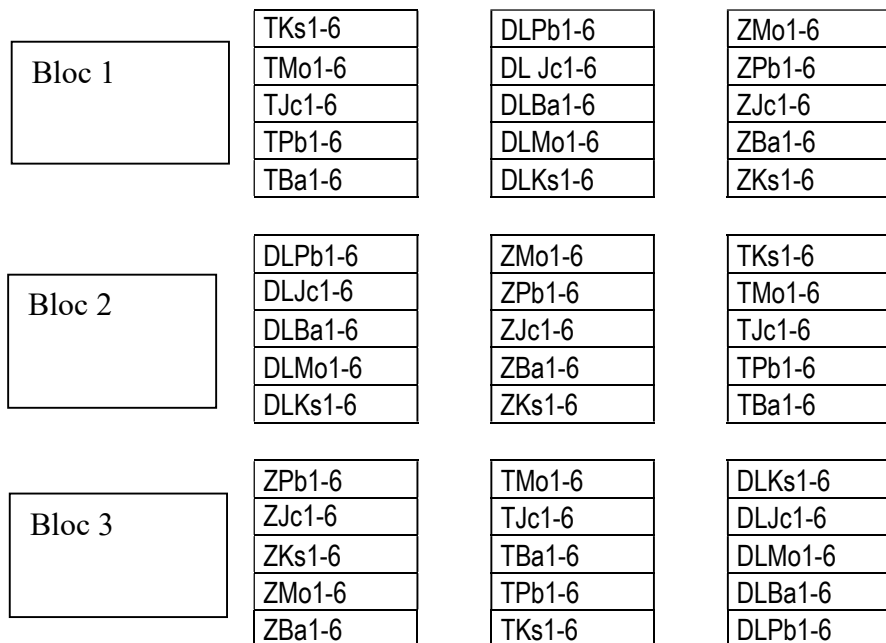 Bloc 1
TKs1-6 DLPb1-6 ZMo1-6
TMo1-6 DL Jc1-6 ZPb1-6
TJc1-6 DLBa1-6 ZJc1-6
TPb1-6 DLMo1-6 ZBa1-6
TBa1-6 DLKs1-6 ZKs1-6
Bloc 2
DLPb1-6 ZMo1-6 TKs1-6
DLJc1-6 ZPb1-6 TMo1-6
DLBa1-6 ZJc1-6 TJc1-6
DLMo1-6 ZBa1-6 TPb1-6
DLKs1-6 ZKs1-6 TBa1-6
Bloc 3
ZPb1-6 TMo1-6 DLKs1-6
ZJc1-6 TJc1-6 DLJc1-6
ZKs1-6 TBa1-6 DLMo1-6
ZMo1-6 TPb1-6 DLBa1-6
ZBa1-6 TKs1-6 DLPb1-6